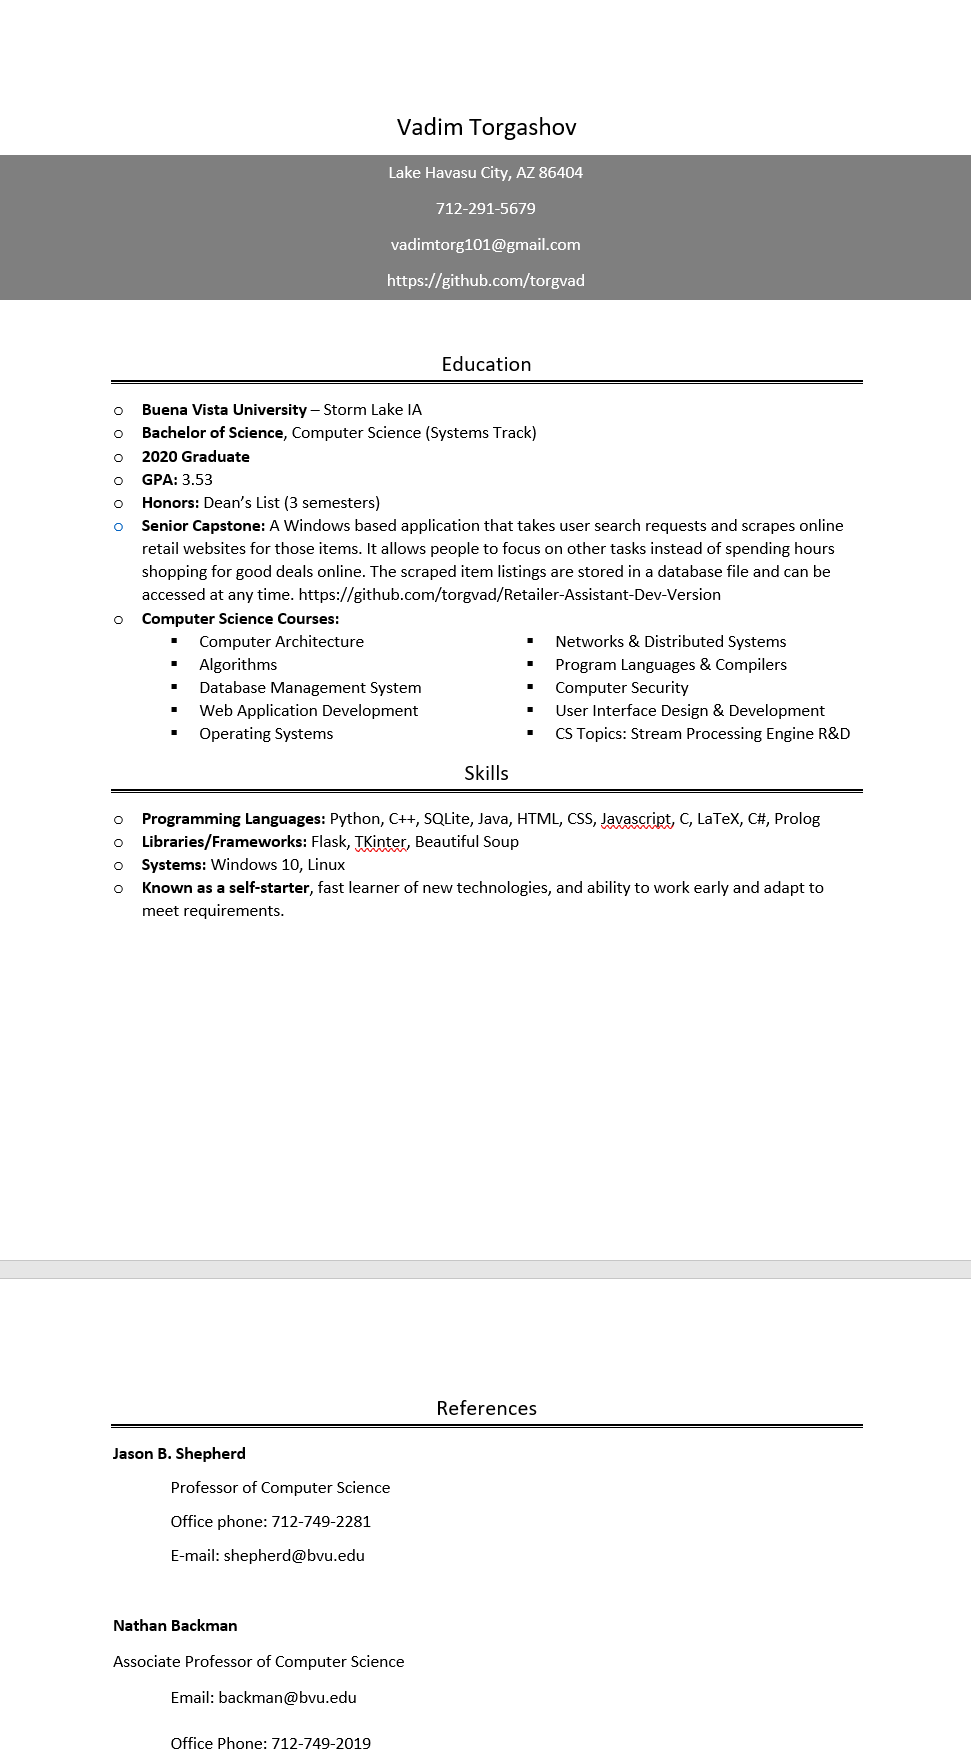 Vadim Torgashov
Lake Havasu City, AZ 86404
712-291-5679
vadimtorg101@gmail.com
https://github.com/torgvad
Education
o Buena Vista University – Storm Lake IA
o Bachelor of Science, Computer Science (Systems Track)
o 2020 Graduate
o GPA: 3.53
o Honors: Dean’s List (3 semesters)
o Senior Capstone: A Windows based application that takes user search requests and scrapes online
retail websites for those items. It allows people to focus on other tasks instead of spending hours
shopping for good deals online. The scraped item listings are stored in a database file and can be
accessed at any time. https://github.com/torgvad/Retailer-Assistant-Dev-Version
o Computer Science Courses:
▪ Computer Architecture
▪ Algorithms
▪ Database Management System
▪ Web Application Development
▪ Operating Systems
▪ Networks & Distributed Systems
▪ Program Languages & Compilers
▪ Computer Security
▪ User Interface Design & Development
▪ CS Topics: Stream Processing Engine R&D
Skills
o Programming Languages: Python, C++, SQLite, Java, HTML, CSS, Javascript, C, LaTeX, C#, Prolog
o Libraries/Frameworks: Flask, TKinter, Beautiful Soup
o Systems: Windows 10, Linux
o Known as a self-starter, fast learner of new technologies, and ability to work early and adapt to
meet requirements.
References
Jason B. Shepherd
Professor of Computer Science
Office phone: 712-749-2281
E-mail: shepherd@bvu.edu
Nathan Backman
Associate Professor of Computer Science
Email: backman@bvu.edu
Office Phone: 712-749-2019